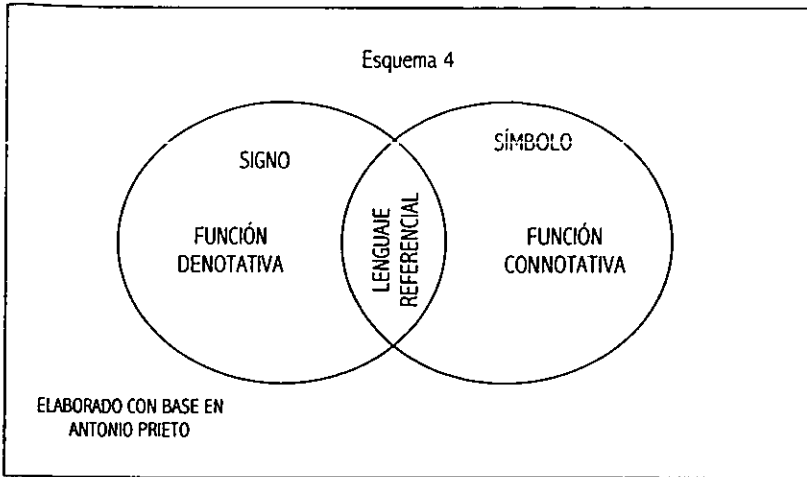 Esquema 4
SIGNO
SÍMBOLO
FUNCIÓN
DENOTATIVA
LENGUAJE
REFERENCIAL
FUNCIÓN
CONNOTATIVA
ELABORADO CON BASE EN
ANTONIO PRIETO